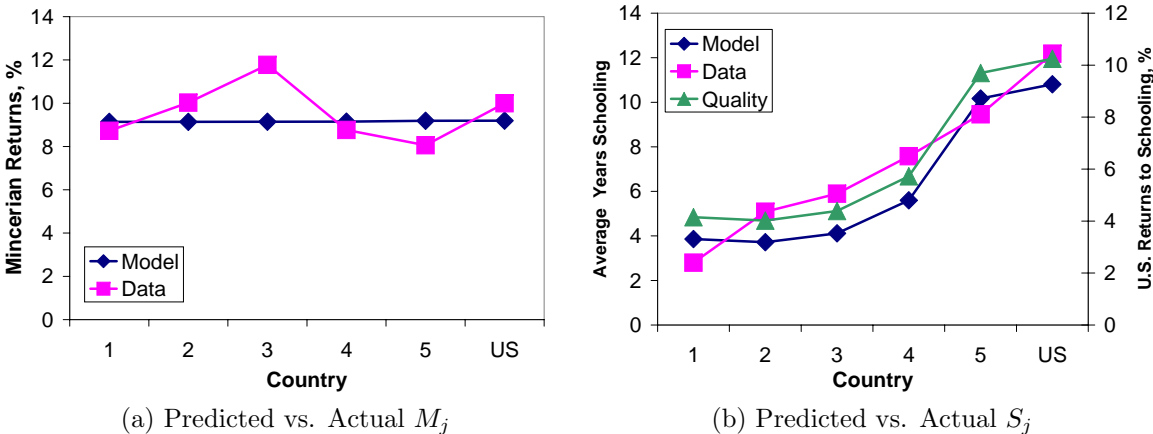 14
12
10
8
6
4
2
0
Mincerian Returns, %
Model
Data
1 2 3 4 5 US
Country
(a) Predicted vs. Actual M_j
14
12
10
8
6
4
2
0
Average Years Schooling
Model
Data
Quality
12
10
8
6
4
2
0
U.S. Returns to Schooling, %
1 2 3 4 5 US
Country
(b) Predicted vs. Actual S_j